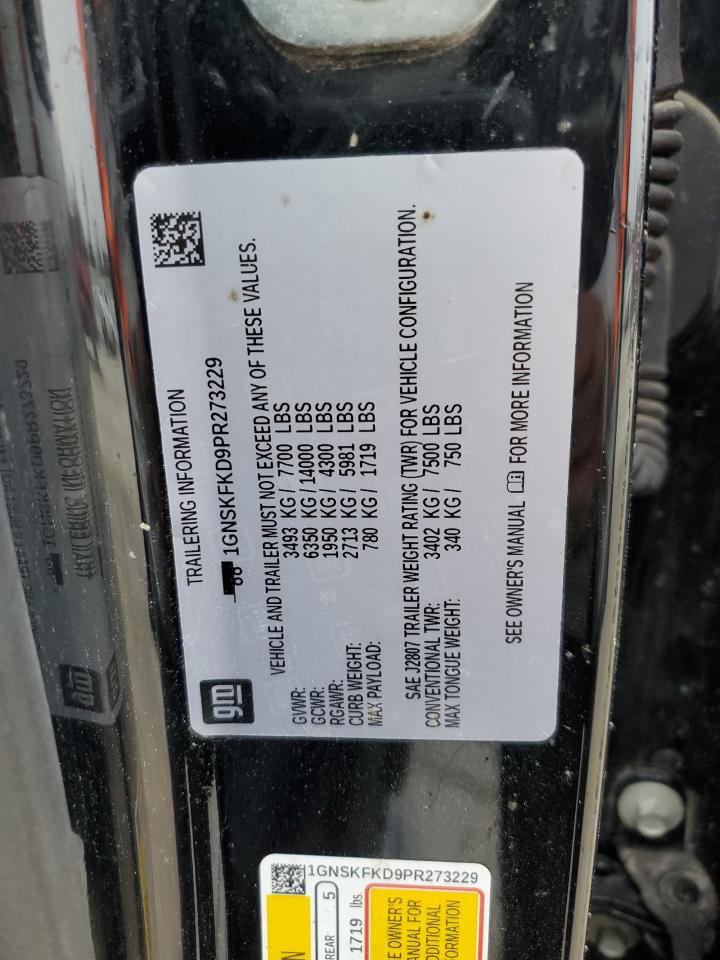 TRAILERING INFORMATION
1GNSKFKD9PR273229
VEHICLE AND TRAILER MUST NOT EXCEED ANY OF THESE VALUES.
GVWR: 3493 KG / 7700 LBS
GCWR: 6350 KG / 14000 LBS
RGAWR: 1950 KG / 4300 LBS
CURB WEIGHT: 2713 KG / 5981 LBS
MAX PAYLOAD: 780 KG / 1719 LBS
SAE J2807 TRAILER WEIGHT RATING (TWR) FOR VEHICLE CONFIGURATION.
CONVENTIONAL TWR: 3402 KG / 7500 LBS
MAX TONGUE WEIGHT: 340 KG / 750 LBS
SEE OWNER'S MANUAL FOR MORE INFORMATION
gm
1GNSKFKD9PR273229
REAR 5
1719 lbs